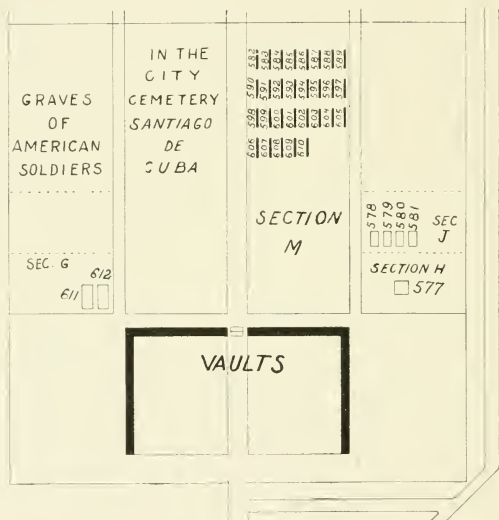 GRAVES
OF
AMERICAN
SOLDIERS
IN THE
CITY
CEMETERY
SANTIAGO
DE
CUBA
582 583 584 585 586 587 588 589
590 591 592 593 594 595 596 597
598 599 600 601 602 603 604 605
606 607 608 609 610
SECTION
M
578 579 580 581
SEC
J
SEC. G
612
611
SECTION H
577
VAULTS